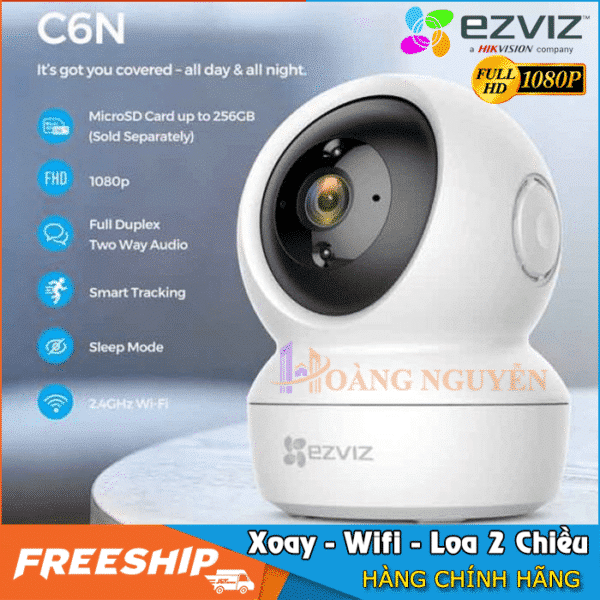 C6N
It's got you covered – all day & all night.
ezviz
a HIKVISION company
FULL HD 1080P
MicroSD Card up to 256GB
(Sold Separately)
FHD
1080p
Full Duplex
Two Way Audio
Smart Tracking
Sleep Mode
2.4GHz Wi-Fi
HOÀNG NGUYÊN
ezviz
FREESHIP
Xoay - Wifi - Loa 2 Chiều
HÀNG CHÍNH HÃNG